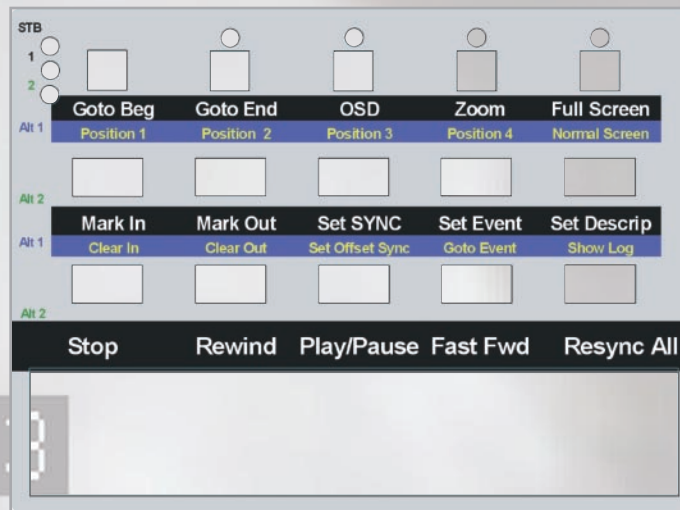 STB
1
2
Goto Beg Goto End OSD Zoom Full Screen
Alt 1 Position 1 Position 2 Position 3 Position 4 Normal Screen
Alt 2
Mark In Mark Out Set SYNC Set Event Set Descrip
Alt 1 Clear In Clear Out Set Offset Sync Goto Event Show Log
Alt 2
Stop Rewind Play/Pause Fast Fwd Resync All